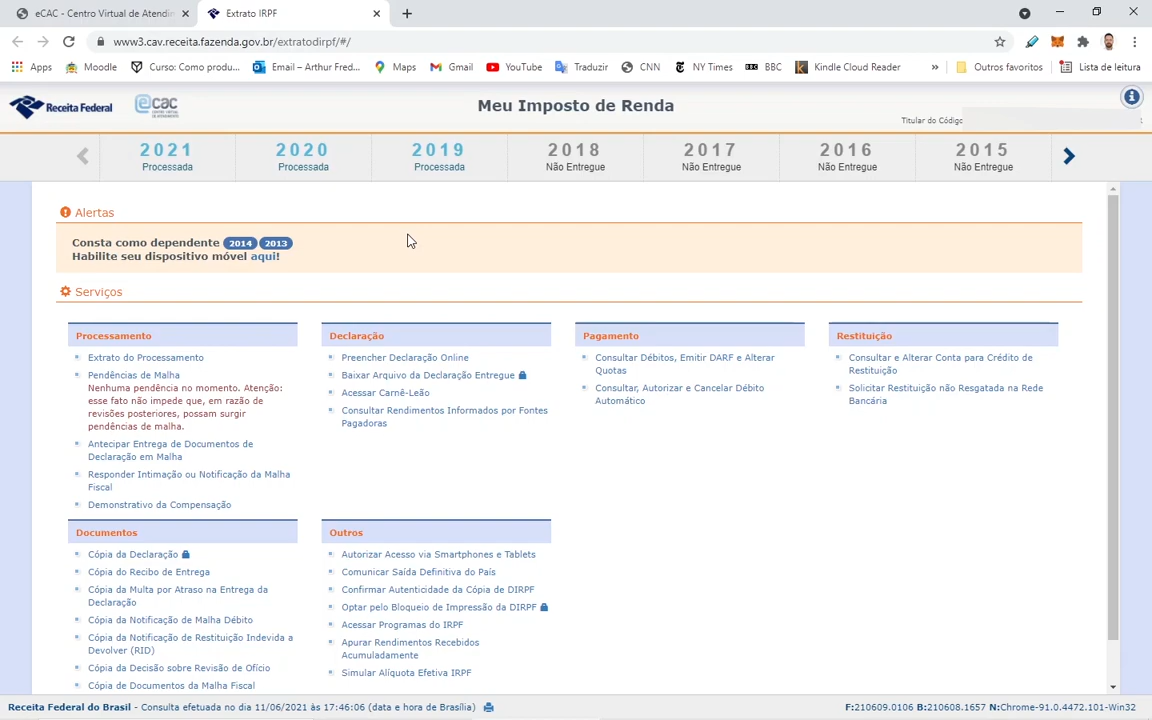 eCAC - Centro Virtual de Atendin
Extrato IRPF
www3.cav.receita.fazenda.gov.br/extratodirpf/#/
Apps
Moodle
Curso: Como produ...
Email – Arthur Fred...
Maps
Gmail
YouTube
Traduzir
CNN
NY Times
BBC
Kindle Cloud Reader
»
Outros favoritos
Lista de leitura
Receita Federal
ecac
Meu Imposto de Renda
Titular do Código
2021
Processada
2020
Processada
2019
Processada
2018
Não Entregue
2017
Não Entregue
2016
Não Entregue
2015
Não Entregue
Alertas
Consta como dependente 2014 2013
Habilite seu dispositivo móvel aqui!
Serviços
Processamento
Extrato do Processamento
Pendências de Malha
Nenhuma pendência no momento. Atenção:
esse fato não impede que, em razão de
revisões posteriores, possam surgir
pendências de malha.
Antecipar Entrega de Documentos de
Declaração em Malha
Responder Intimação ou Notificação da Malha
Fiscal
Demonstrativo da Compensação
Declaração
Preencher Declaração Online
Baixar Arquivo da Declaração Entregue
Acessar Carnê-Leão
Consultar Rendimentos Informados por Fontes
Pagadoras
Pagamento
Consultar Débitos, Emitir DARF e Alterar
Quotas
Consultar, Autorizar e Cancelar Débito
Automático
Restituição
Consultar e Alterar Conta para Crédito de
Restituição
Solicitar Restituição não Resgatada na Rede
Bancária
Documentos
Cópia da Declaração
Cópia do Recibo de Entrega
Cópia da Multa por Atraso na Entrega da
Declaração
Cópia da Notificação de Malha Débito
Cópia da Notificação de Restituição Indevida a
Devolver (RID)
Cópia da Decisão sobre Revisão de Ofício
Cópia de Documentos da Malha Fiscal
Outros
Autorizar Acesso via Smartphones e Tablets
Comunicar Saída Definitiva do País
Confirmar Autenticidade da Cópia de DIRPF
Optar pelo Bloqueio de Impressão da DIRPF
Acessar Programas do IRPF
Apurar Rendimentos Recebidos
Acumuladamente
Simular Alíquota Efetiva IRPF
Receita Federal do Brasil - Consulta efetuada no dia 11/06/2021 às 17:46:06 (data e hora de Brasília)
F:210609.0106 B:210608.1657 N:Chrome-91.0.4472.101-Win32